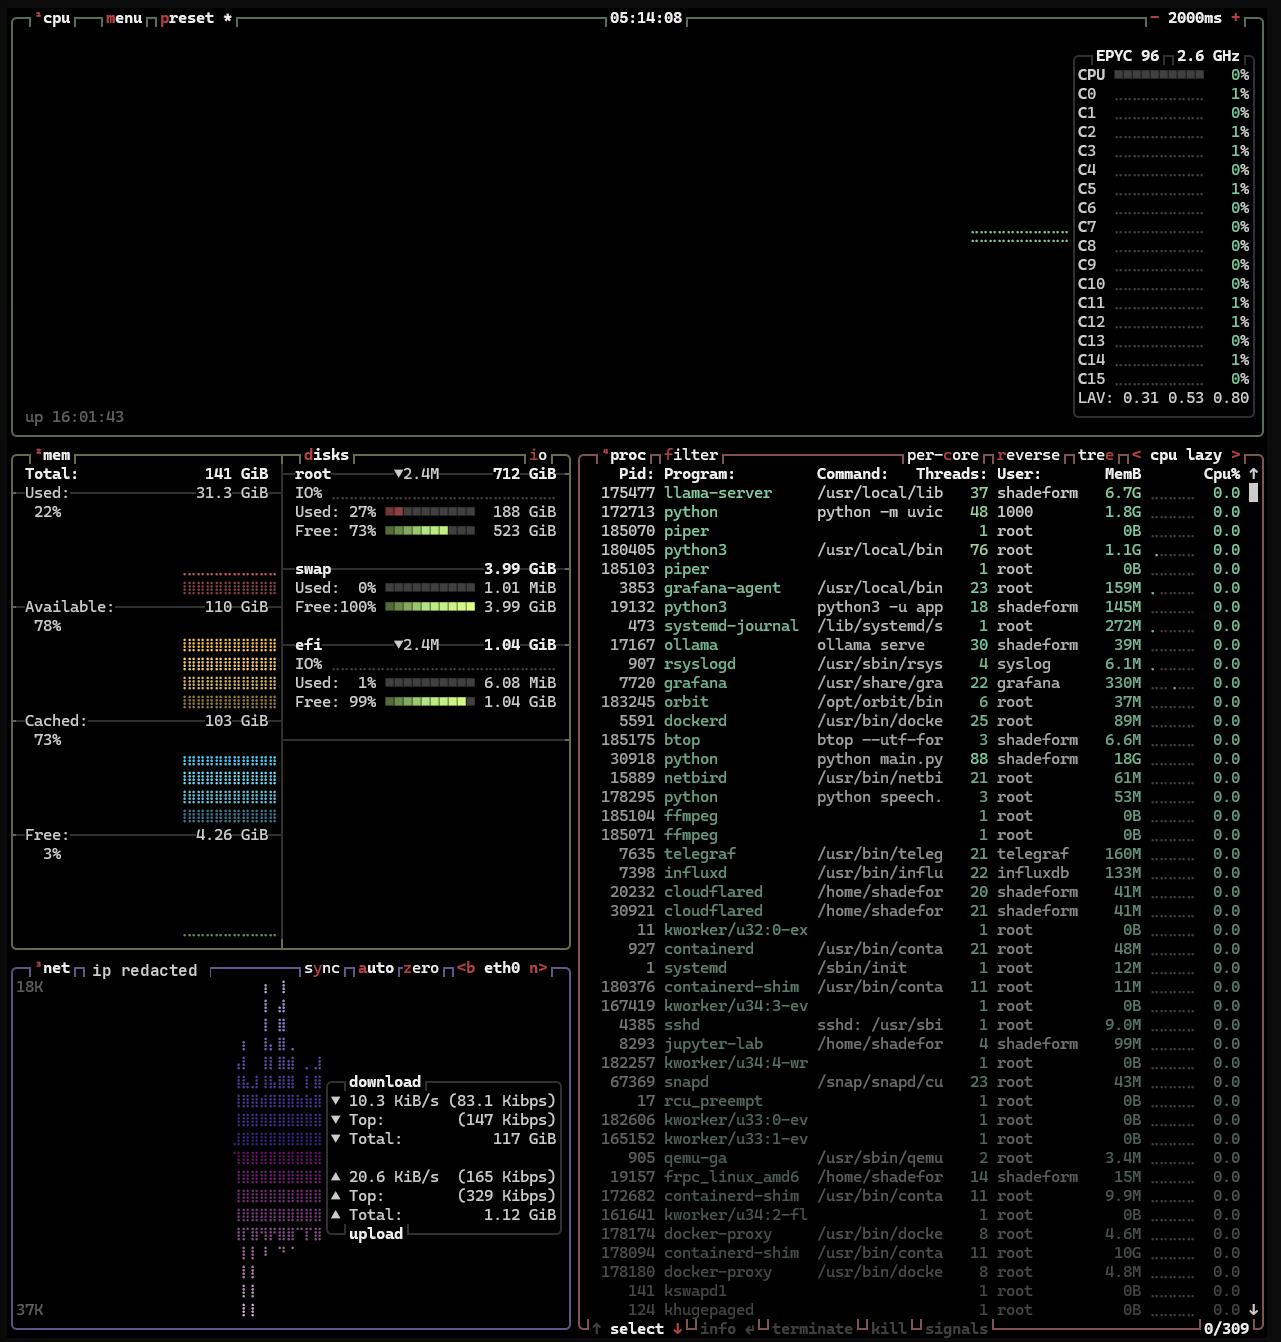 ¹cpu menu preset * 05:14:08 - 2000ms +
EPYC 96 2.6 GHz
CPU 0%
C0 1%
C1 0%
C2 1%
C3 1%
C4 0%
C5 1%
C6 0%
C7 0%
C8 0%
C9 0%
C10 0%
C11 1%
C12 1%
C13 0%
C14 1%
C15 0%
LAV: 0.31 0.53 0.80
up 16:01:43
²mem
Total: 141 GiB
Used: 31.3 GiB
22%
Available: 110 GiB
78%
Cached: 103 GiB
73%
Free: 4.26 GiB
3%
disks io
root ▼2.4M 712 GiB
IO%
Used: 27% 188 GiB
Free: 73% 523 GiB
swap 3.99 GiB
Used: 0% 1.01 MiB
Free:100% 3.99 GiB
efi ▼2.4M 1.04 GiB
IO%
Used: 1% 6.08 MiB
Free: 99% 1.04 GiB
³net ip redacted sync auto zero <b eth0 n>
18K
37K
download
▼ 10.3 KiB/s (83.1 Kibps)
▼ Top: (147 Kibps)
▼ Total: 117 GiB
▲ 20.6 KiB/s (165 Kibps)
▲ Top: (329 Kibps)
▲ Total: 1.12 GiB
upload
⁴proc filter per-core reverse tree < cpu lazy >
Pid: Program: Command: Threads: User: MemB Cpu% ↑
175477 llama-server /usr/local/lib 37 shadeform 6.7G 0.0
172713 python python -m uvic 48 1000 1.8G 0.0
185070 piper 1 root 0B 0.0
180405 python3 /usr/local/bin 76 root 1.1G 0.0
185103 piper 1 root 0B 0.0
3853 grafana-agent /usr/local/bin 23 root 159M 0.0
19132 python3 python3 -u app 18 shadeform 145M 0.0
473 systemd-journal /lib/systemd/s 1 root 272M 0.0
17167 ollama ollama serve 30 shadeform 39M 0.0
907 rsyslogd /usr/sbin/rsys 4 syslog 6.1M 0.0
7720 grafana /usr/share/gra 22 grafana 330M 0.0
183245 orbit /opt/orbit/bin 6 root 37M 0.0
5591 dockerd /usr/bin/docke 25 root 89M 0.0
185175 btop btop --utf-for 3 shadeform 6.6M 0.0
30918 python python main.py 88 shadeform 18G 0.0
15889 netbird /usr/bin/netbi 21 root 61M 0.0
178295 python python speech. 3 root 53M 0.0
185104 ffmpeg 1 root 0B 0.0
185071 ffmpeg 1 root 0B 0.0
7635 telegraf /usr/bin/teleg 21 telegraf 160M 0.0
7398 influxd /usr/bin/influ 22 influxdb 133M 0.0
20232 cloudflared /home/shadefor 20 shadeform 41M 0.0
30921 cloudflared /home/shadefor 21 shadeform 41M 0.0
11 kworker/u32:0-ex 1 root 0B 0.0
927 containerd /usr/bin/conta 21 root 48M 0.0
1 systemd /sbin/init 1 root 12M 0.0
180376 containerd-shim /usr/bin/conta 11 root 11M 0.0
167419 kworker/u34:3-ev 1 root 0B 0.0
4385 sshd sshd: /usr/sbi 1 root 9.0M 0.0
8293 jupyter-lab /home/shadefor 4 shadeform 99M 0.0
182257 kworker/u34:4-wr 1 root 0B 0.0
67369 snapd /snap/snapd/cu 23 root 43M 0.0
17 rcu_preempt 1 root 0B 0.0
182606 kworker/u33:0-ev 1 root 0B 0.0
165152 kworker/u33:1-ev 1 root 0B 0.0
905 qemu-ga /usr/sbin/qemu 2 root 3.4M 0.0
19157 frpc_linux_amd6 /home/shadefor 14 shadeform 15M 0.0
172682 containerd-shim /usr/bin/conta 11 root 9.9M 0.0
161641 kworker/u34:2-fl 1 root 0B 0.0
178174 docker-proxy /usr/bin/docke 8 root 4.6M 0.0
178094 containerd-shim /usr/bin/conta 11 root 10G 0.0
178180 docker-proxy /usr/bin/docke 8 root 4.8M 0.0
141 kswapd1 1 root 0B 0.0
124 khugepaged 1 root 0B 0.0 ↓
↑ select ↓ info ↵ terminate kill signals 0/309